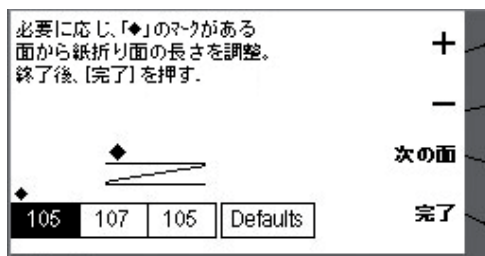 必要に応じ、「◆」のﾏｰｸがある
面から紙折り面の長さを調整。
終了後、[完了] を押す.
+
−
次の面
完了
◆
◆
105 107 105 Defaults